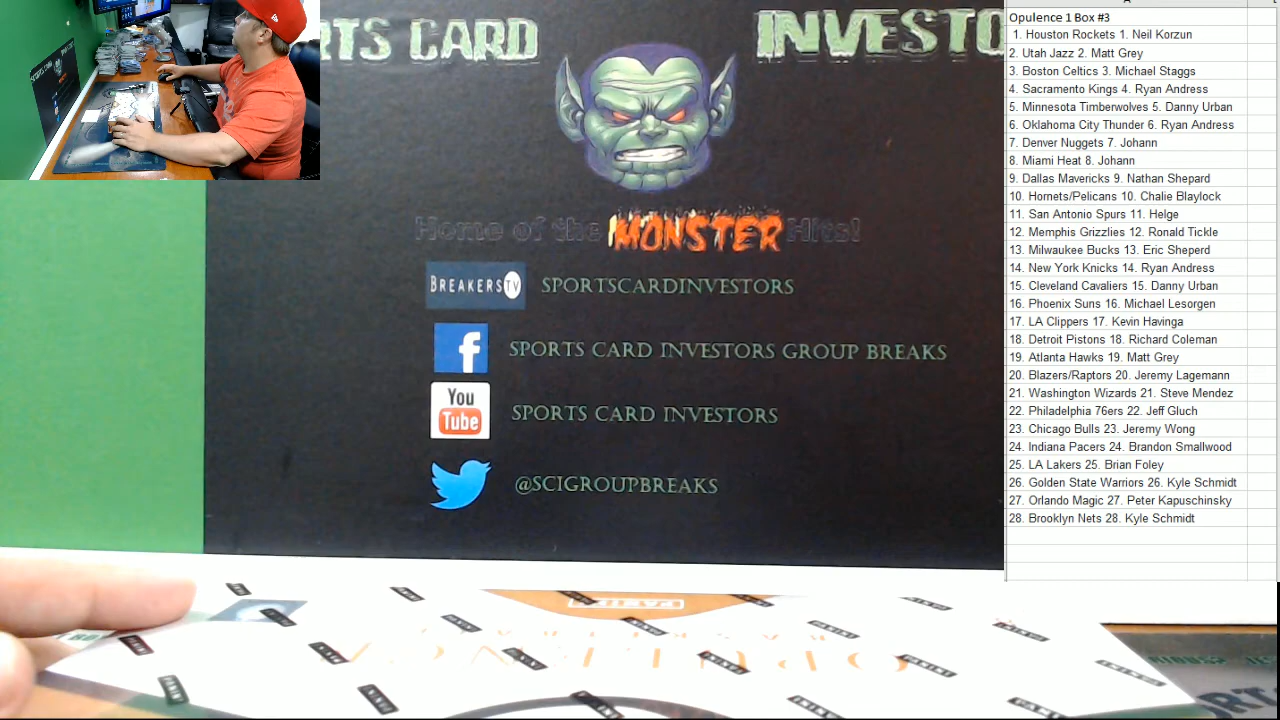 RTS CARD INVESTO
Home of the MONSTER Hits!
BREAKERS TV SPORTSCARDINVESTORS
f SPORTS CARD INVESTORS GROUP BREAKS
You Tube SPORTS CARD INVESTORS
@SCIGROUPBREAKS
Opulence 1 Box #3
1. Houston Rockets 1. Neil Korzun
2. Utah Jazz 2. Matt Grey
3. Boston Celtics 3. Michael Staggs
4. Sacramento Kings 4. Ryan Andress
5. Minnesota Timberwolves 5. Danny Urban
6. Oklahoma City Thunder 6. Ryan Andress
7. Denver Nuggets 7. Johann
8. Miami Heat 8. Johann
9. Dallas Mavericks 9. Nathan Shepard
10. Hornets/Pelicans 10. Chalie Blaylock
11. San Antonio Spurs 11. Helge
12. Memphis Grizzlies 12. Ronald Tickle
13. Milwaukee Bucks 13. Eric Sheperd
14. New York Knicks 14. Ryan Andress
15. Cleveland Cavaliers 15. Danny Urban
16. Phoenix Suns 16. Michael Lesorgen
17. LA Clippers 17. Kevin Havinga
18. Detroit Pistons 18. Richard Coleman
19. Atlanta Hawks 19. Matt Grey
20. Blazers/Raptors 20. Jeremy Lagemann
21. Washington Wizards 21. Steve Mendez
22. Philadelphia 76ers 22. Jeff Gluch
23. Chicago Bulls 23. Jeremy Wong
24. Indiana Pacers 24. Brandon Smallwood
25. LA Lakers 25. Brian Foley
26. Golden State Warriors 26. Kyle Schmidt
27. Orlando Magic 27. Peter Kapuschinsky
28. Brooklyn Nets 28. Kyle Schmidt
PANINI
OPULENCE